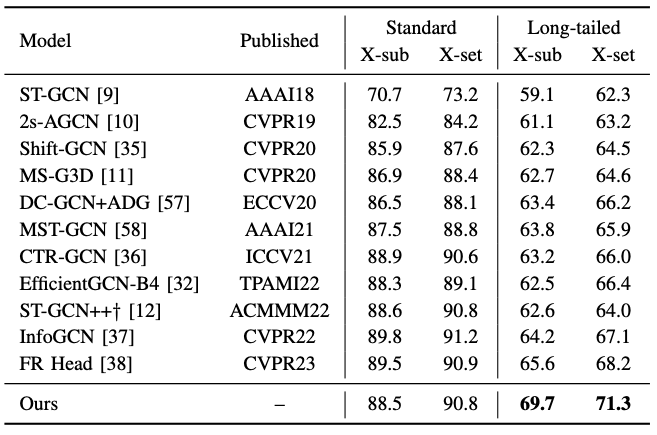 Model Published Standard Long-tailed
X-sub X-set X-sub X-set
ST-GCN [9] AAAI18 70.7 73.2 59.1 62.3
2s-AGCN [10] CVPR19 82.5 84.2 61.1 63.2
Shift-GCN [35] CVPR20 85.9 87.6 62.3 64.5
MS-G3D [11] CVPR20 86.9 88.4 62.7 64.6
DC-GCN+ADG [57] ECCV20 86.5 88.1 63.4 66.2
MST-GCN [58] AAAI21 87.5 88.8 63.8 65.9
CTR-GCN [36] ICCV21 88.9 90.6 63.2 66.0
EfficientGCN-B4 [32] TPAMI22 88.3 89.1 62.5 66.4
ST-GCN++† [12] ACMMM22 88.6 90.8 62.6 64.0
InfoGCN [37] CVPR22 89.8 91.2 64.2 67.1
FR Head [38] CVPR23 89.5 90.9 65.6 68.2
Ours – 88.5 90.8 69.7 71.3